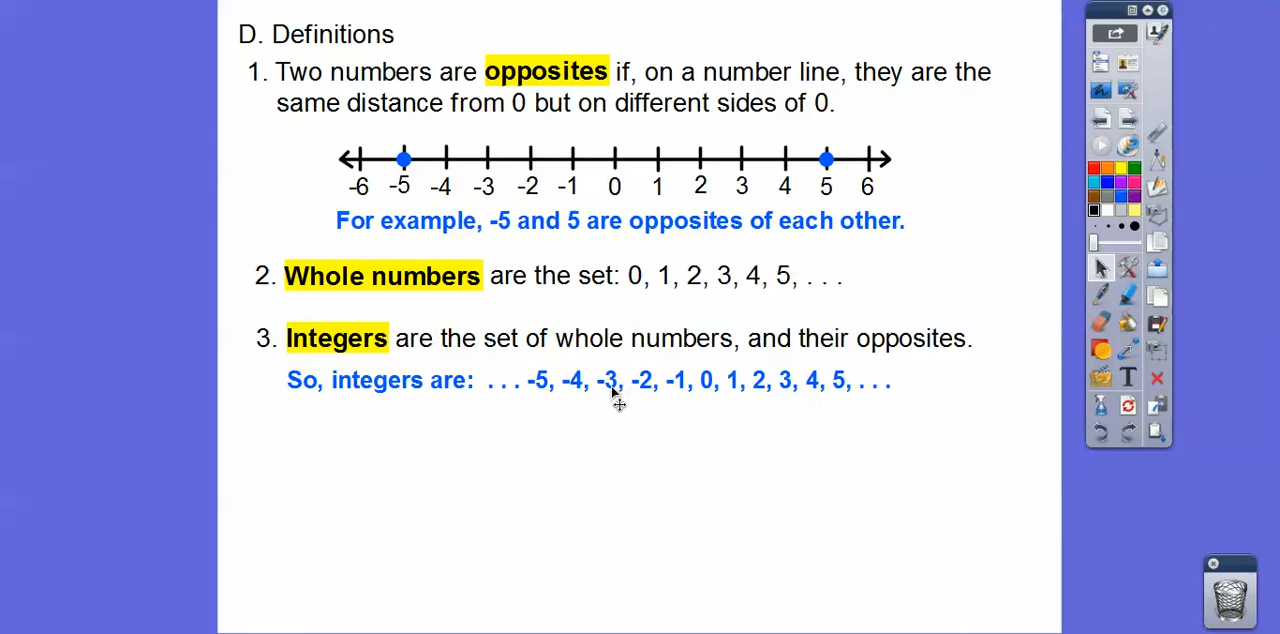 D. Definitions
1. Two numbers are opposites if, on a number line, they are the
same distance from 0 but on different sides of 0.
-6 -5 -4 -3 -2 -1 0 1 2 3 4 5 6
For example, -5 and 5 are opposites of each other.
2. Whole numbers are the set: 0, 1, 2, 3, 4, 5, . . .
3. Integers are the set of whole numbers, and their opposites.
So, integers are: . . . -5, -4, -3, -2, -1, 0, 1, 2, 3, 4, 5, . . .
T